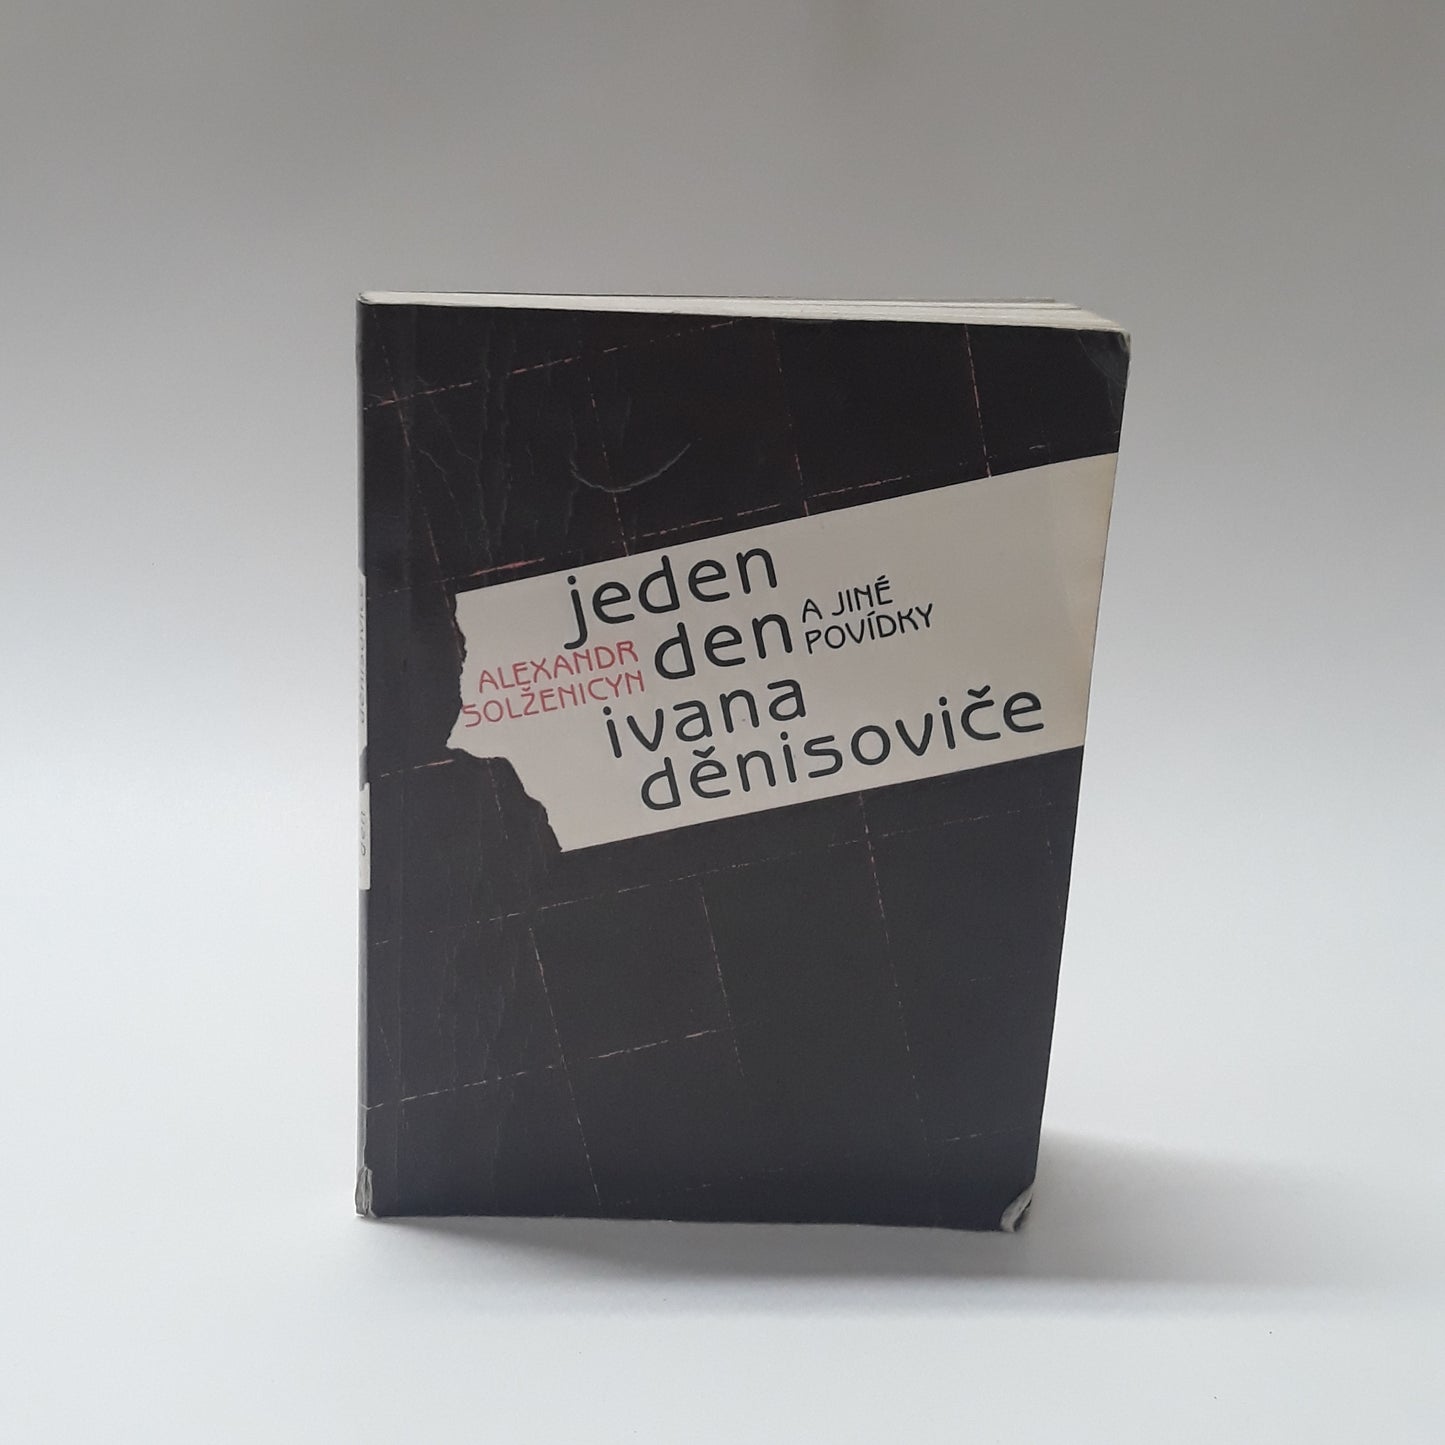 jeden
den
ivana
děnisoviče
A JINÉ
POVÍDKY
ALEXANDR
SOLŽENICYN